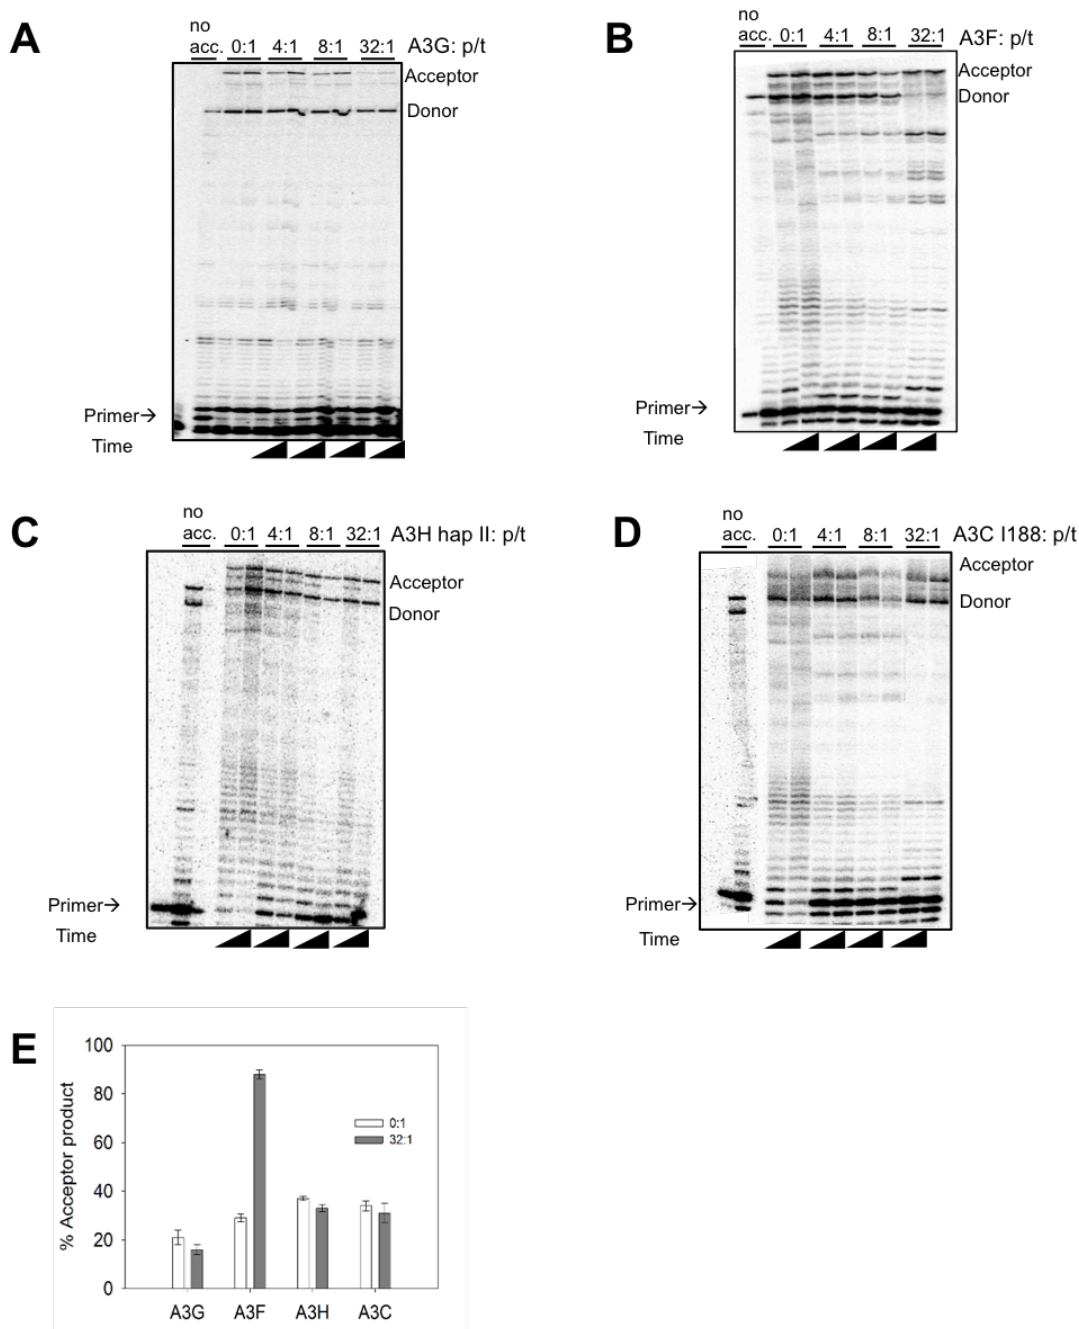 A
no
acc. 0:1 4:1 8:1 32:1 A3G: p/t
Acceptor
Donor
Primer→
Time
B
no
acc. 0:1 4:1 8:1 32:1 A3F: p/t
Acceptor
Donor
Primer→
Time
C
no
acc. 0:1 4:1 8:1 32:1 A3H hap II: p/t
Acceptor
Donor
Primer→
Time
D
no
acc. 0:1 4:1 8:1 32:1 A3C I188: p/t
Acceptor
Donor
Primer→
Time
E
% Acceptor product
100
80
60
40
20
0
0:1
32:1
A3G A3F A3H A3C